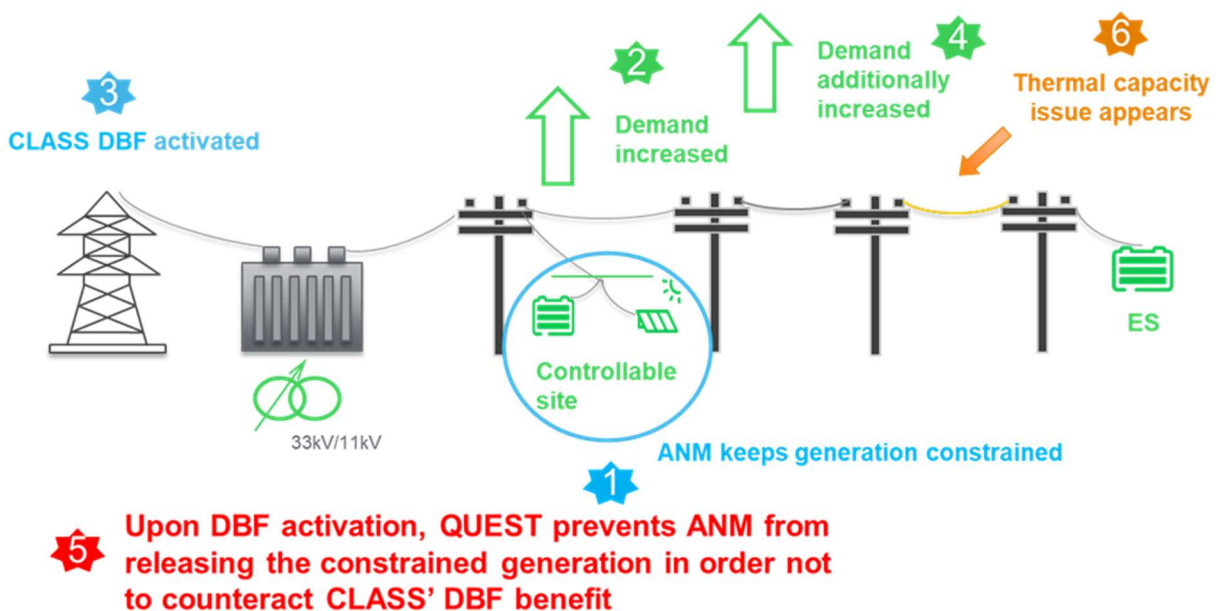 3
CLASS DBF activated
2
Demand
increased
4
Demand
additionally
increased
6
Thermal capacity
issue appears
33kV/11kV
Controllable
site
ES
ANM keeps generation constrained
1
5
Upon DBF activation, QUEST prevents ANM from
releasing the constrained generation in order not
to counteract CLASS' DBF benefit